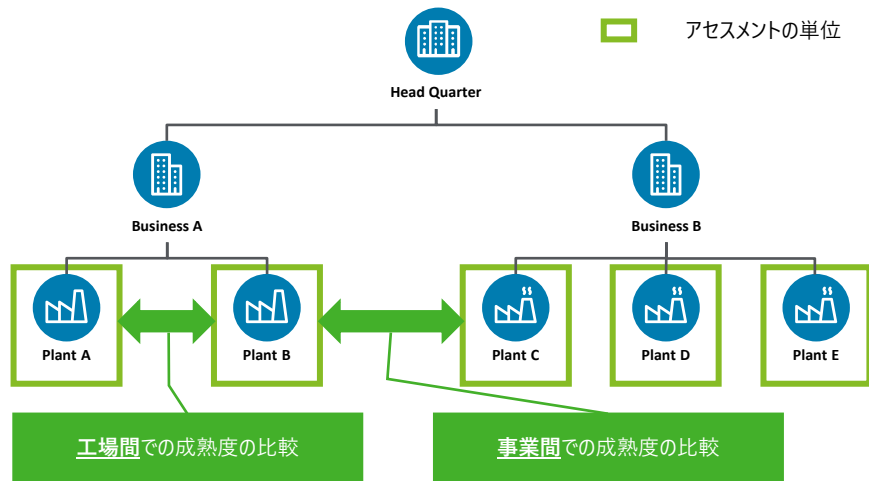 アセスメントの単位
Head Quarter
Business A
Business B
Plant A
Plant B
Plant C
Plant D
Plant E
工場間での成熟度の比較
事業間での成熟度の比較